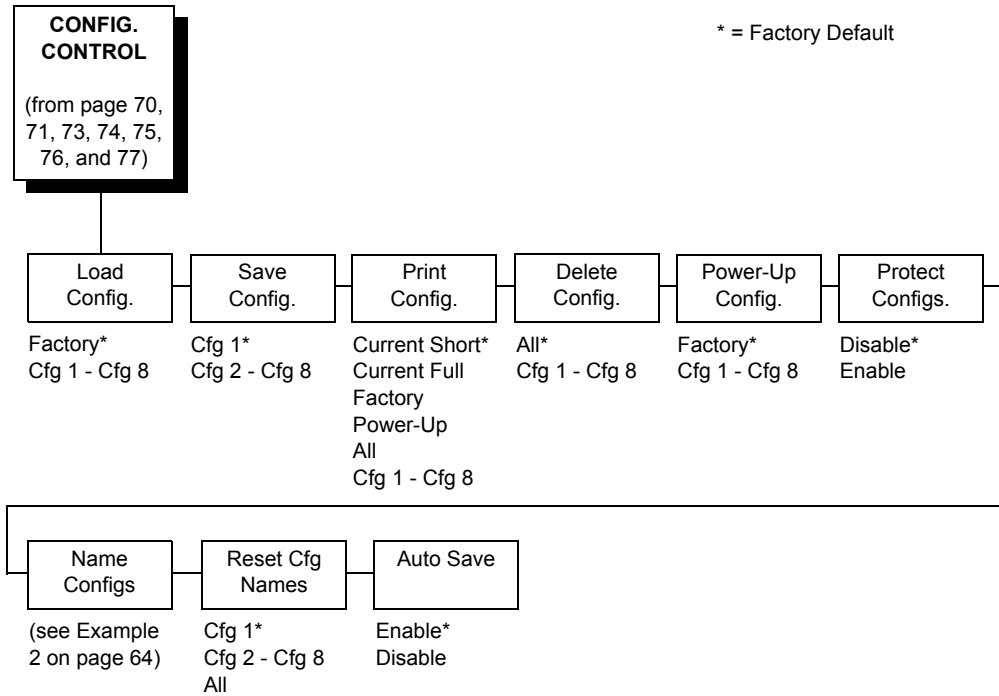 CONFIG.
CONTROL
(from page 70,
71, 73, 74, 75,
76, and 77)
* = Factory Default
Load
Config.
Factory*
Cfg 1 - Cfg 8
Save
Config.
Cfg 1*
Cfg 2 - Cfg 8
Print
Config.
Current Short*
Current Full
Factory
Power-Up
All
Cfg 1 - Cfg 8
Delete
Config.
All*
Cfg 1 - Cfg 8
Power-Up
Config.
Factory*
Cfg 1 - Cfg 8
Protect
Configs.
Disable*
Enable
Name
Configs
(see Example
2 on page 64)
Reset Cfg
Names
Cfg 1*
Cfg 2 - Cfg 8
All
Auto Save
Enable*
Disable